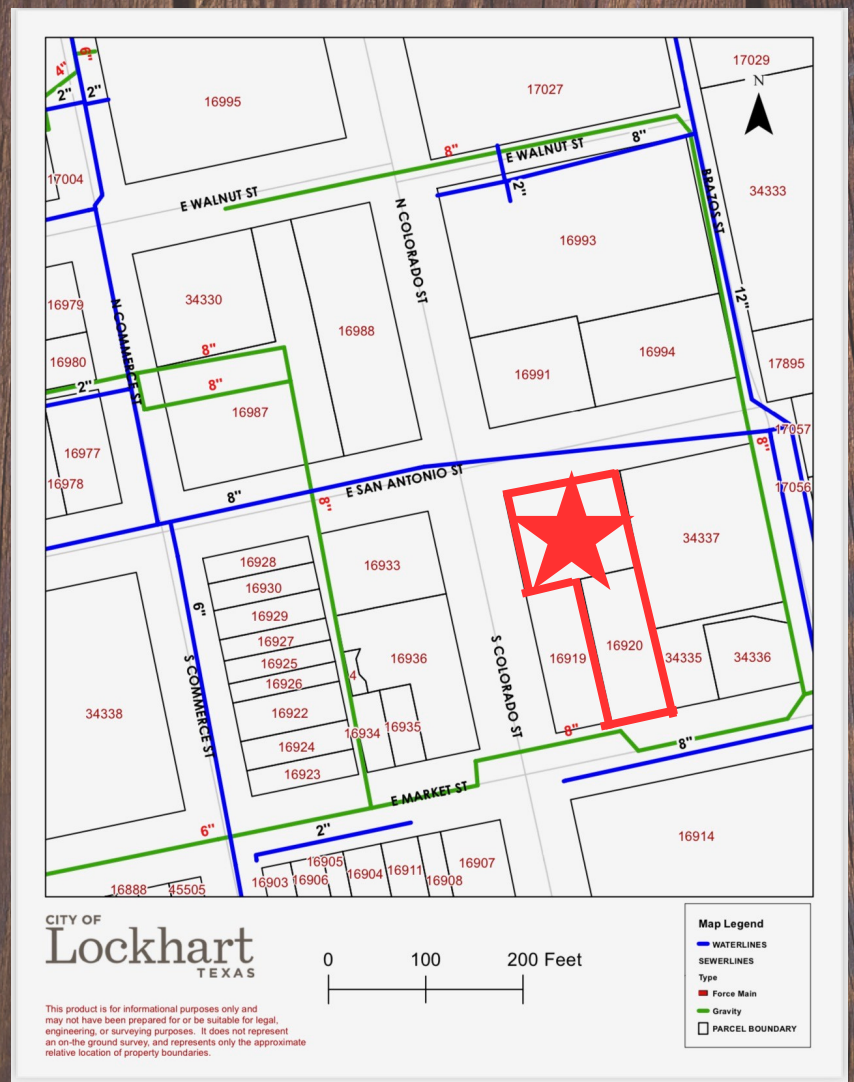 17029
N
9"
4"
2"
2"
16995
17027
8"
E WALNUT ST
8"
17004
E WALNUT ST
2"
BRAZOS ST
34333
N COLORADO ST
16993
34330
16979
N COMMERCE ST
12"
16988
8"
16980
16994
17895
2"
8"
16991
16987
17057
16977
8"
16978
E SAN ANTONIO ST
17056
8"
8"
34337
16928
16933
16930
6"
16929
16927
S COLORADO ST
16920
16925
16936
16919
34335
34336
16926
4
S COMMERCE ST
34338
16922
16934
16935
8"
16924
8"
16923
E MARKET ST
6"
2"
16914
16905
16907
16904
16911
16903
16906
16908
16888
45505
CITY OF
Lockhart
TEXAS
0 100 200 Feet
This product is for informational purposes only and
may not have been prepared for or be suitable for legal,
engineering, or surveying purposes. It does not represent
an on-the ground survey, and represents only the approximate
relative location of property boundaries.
Map Legend
WATERLINES
SEWERLINES
Type
Force Main
Gravity
PARCEL BOUNDARY